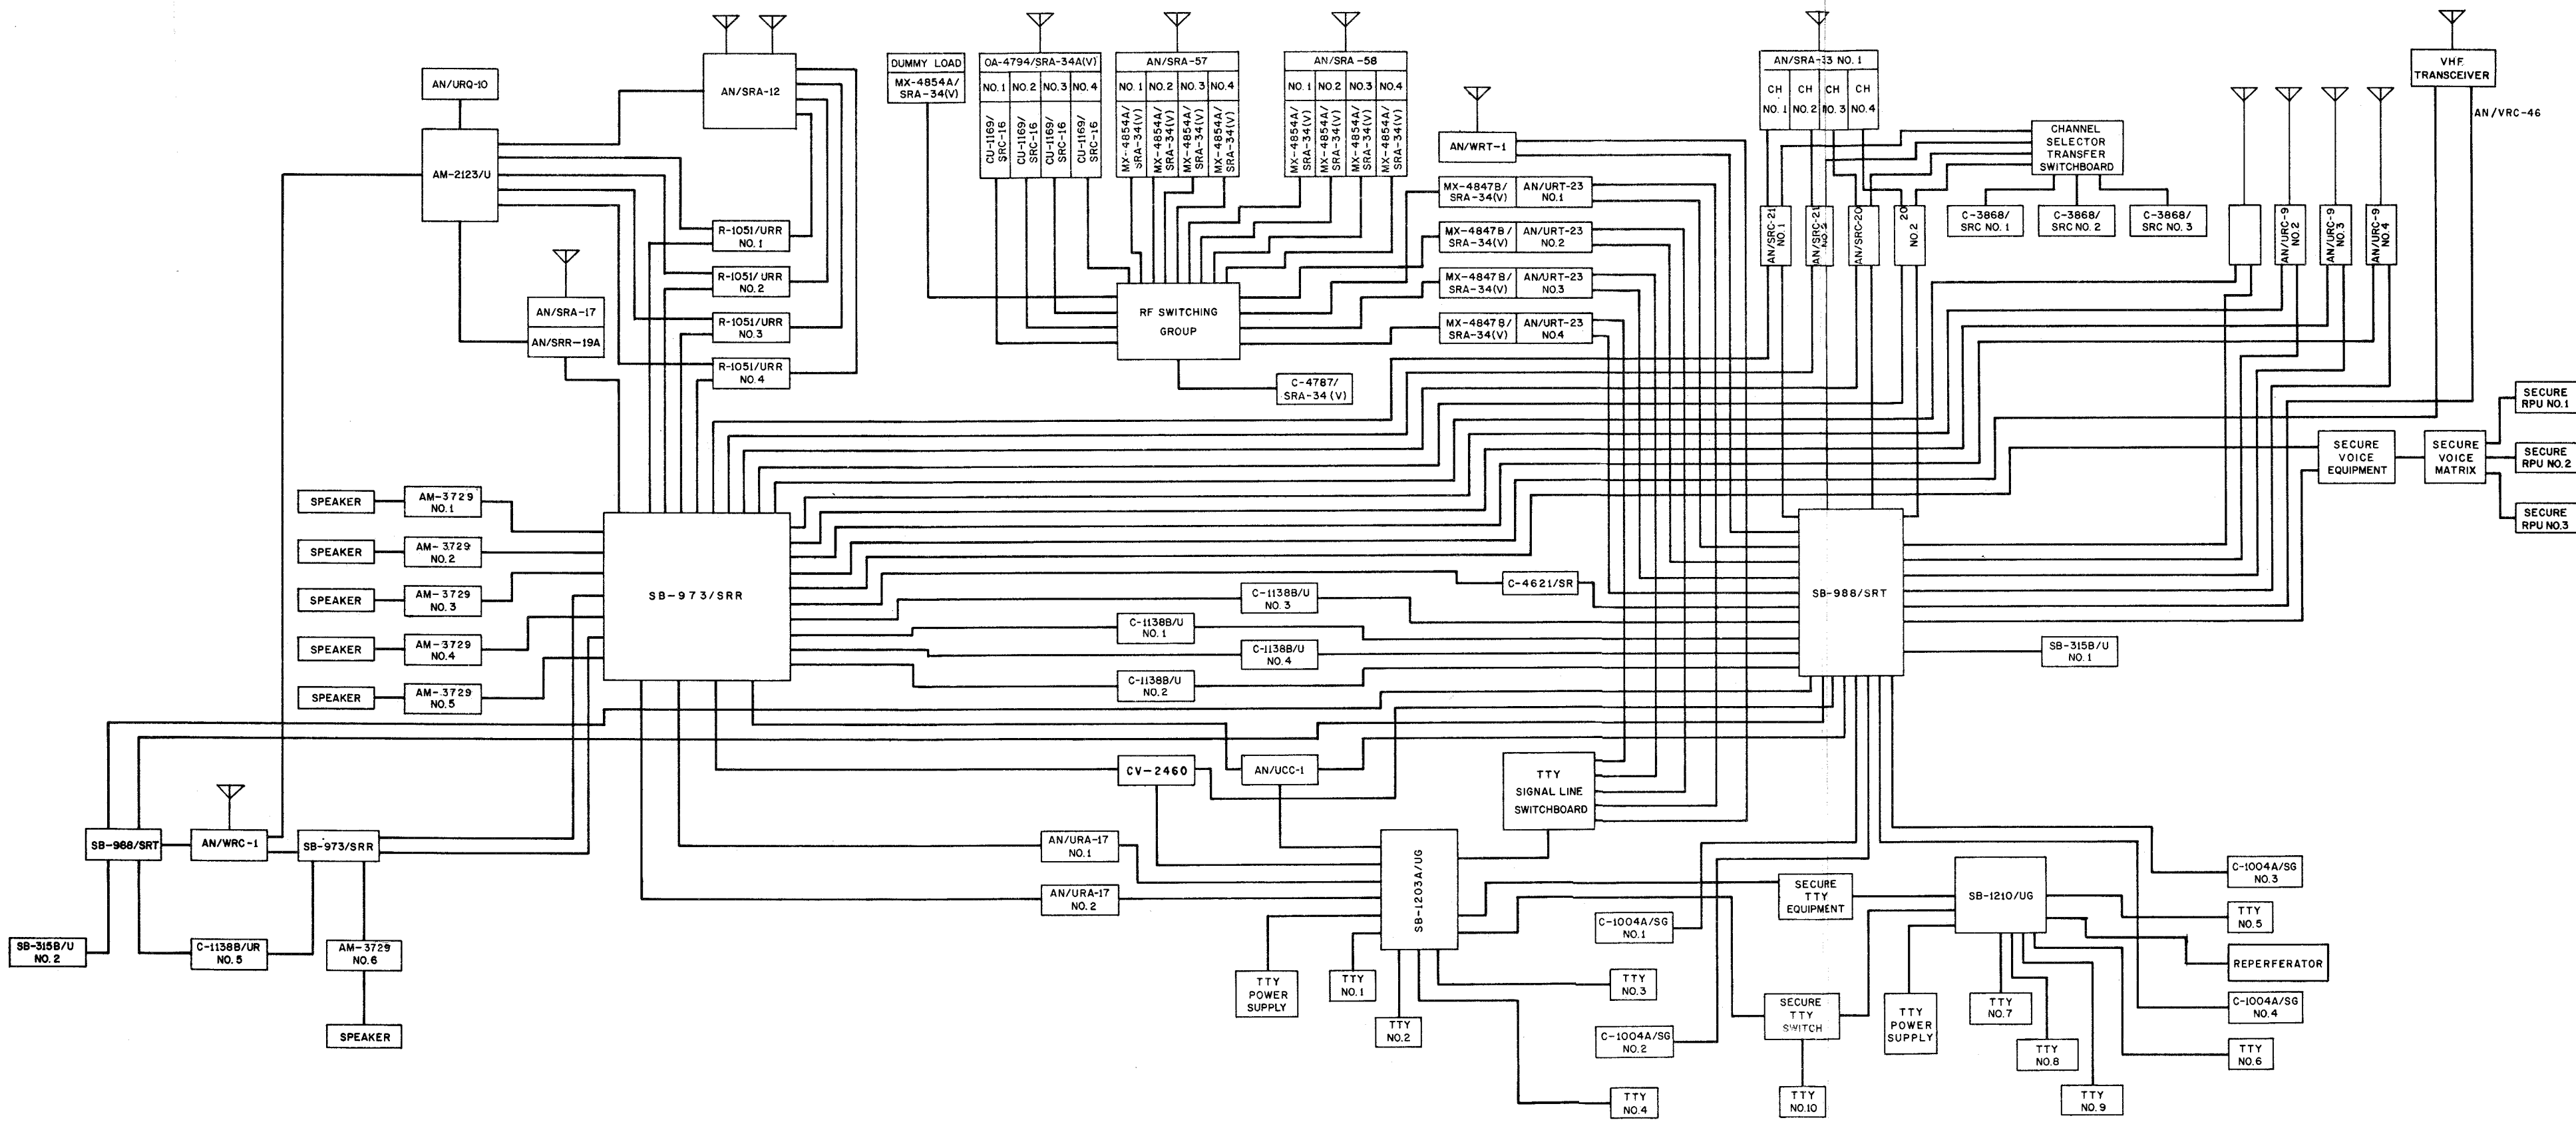 AN/URQ-10
AM-2123/U
AN/SRA-12
R-1051/URR
NO. 1
R-1051/URR
NO. 2
R-1051/URR
NO. 3
R-1051/URR
NO. 4
AN/SRA-17
AN/SRR-19A
DUMMY LOAD
MX-4854A/
SRA-34(V)
OA-4794/SRA-34A(V)
NO. 1
NO. 2
NO. 3
NO. 4
CU-1169/
SRC-16
CU-1169/
SRC-16
CU-1169/
SRC-16
CU-1169/
SRC-16
AN/SRA-57
NO. 1
NO. 2
NO. 3
NO. 4
MX-4854A/
SRA-34(V)
MX-4854A/
SRA-34(V)
MX-4854A/
SRA-34(V)
MX-4854A/
SRA-34(V)
AN/SRA-58
NO. 1
NO. 2
NO. 3
NO. 4
MX-4854A/
SRA-34(V)
MX-4854A/
SRA-34(V)
MX-4854A/
SRA-34(V)
MX-4854A/
SRA-34(V)
RF SWITCHING
GROUP
C-4787/
SRA-34 (V)
AN/WRT-1
MX-4847B/
SRA-34(V)
AN/URT-23
NO. 1
MX-4847B/
SRA-34(V)
AN/URT-23
NO. 2
MX-4847B/
SRA-34(V)
AN/URT-23
NO.3
MX-4847B/
SRA-34(V)
AN/URT-23
NO. 4
AN/SRA-33 NO. 1
CH
NO. 1
CH
NO. 2
CH
NO. 3
CH
NO. 4
AN/SRC-21
NO. 1
AN/SRC-21
NO. 2
AN/SRC-20
20
NO. 2
CHANNEL
SELECTOR
TRANSFER
SWITCHBOARD
C-3868/
SRC NO. 1
C-3868/
SRC NO. 2
C-3868/
SRC NO. 3
AN/URC-9
NO. 2
AN/URC-9
NO. 3
AN/URC-9
NO. 4
VHF
TRANSCEIVER
AN/VRC-46
SECURE
VOICE
EQUIPMENT
SECURE
VOICE
MATRIX
SECURE
RPU NO.1
SECURE
RPU NO.2
SECURE
RPU NO.3
SPEAKER
AM-3729
NO. 1
SPEAKER
AM-3729
NO. 2
SPEAKER
AM-3729
NO. 3
SPEAKER
AM-3729
NO. 4
SPEAKER
AM-3729
NO. 5
SB-973/SRR
C-4621/SR
C-1138B/U
NO. 3
C-1138B/U
NO. 1
C-1138B/U
NO. 4
C-1138B/U
NO. 2
SB-988/SRT
SB-315B/U
NO. 1
CV-2460
AN/UCC-1
TTY
SIGNAL LINE
SWITCHBOARD
SB-988/SRT
AN/WRC-1
SB-973/SRR
SB-315B/U
NO. 2
C-1138B/UR
NO. 5
AM-3729
NO. 6
SPEAKER
AN/URA-17
NO. 1
AN/URA-17
NO. 2
SB-1203A/UG
TTY
POWER
SUPPLY
TTY
NO. 1
TTY
NO. 2
TTY
NO. 3
TTY
NO. 4
C-1004A/SG
NO. 1
C-1004A/SG
NO. 2
SECURE
TTY
EQUIPMENT
SECURE
TTY
SWITCH
TTY
NO. 10
SB-1210/UG
TTY
POWER
SUPPLY
TTY
NO. 7
TTY
NO. 8
TTY
NO. 9
C-1004A/SG
NO. 3
TTY
NO. 5
REPERFERATOR
C-1004A/SG
NO. 4
TTY
NO. 6